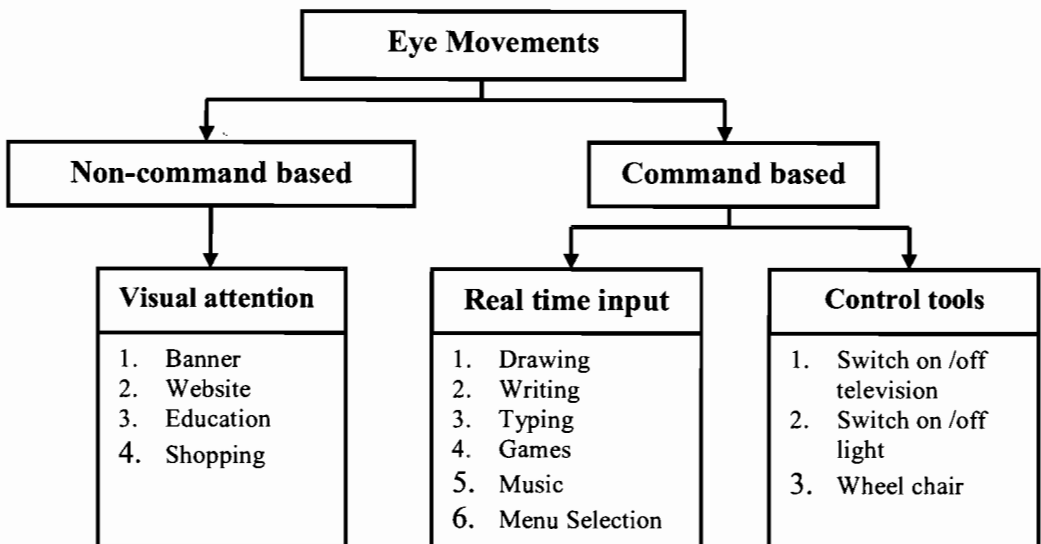 Eye Movements
Non-command based
Command based
Visual attention
1. Banner
2. Website
3. Education
4. Shopping
Real time input
1. Drawing
2. Writing
3. Typing
4. Games
5. Music
6. Menu Selection
Control tools
1. Switch on /off
television
2. Switch on /off
light
3. Wheel chair